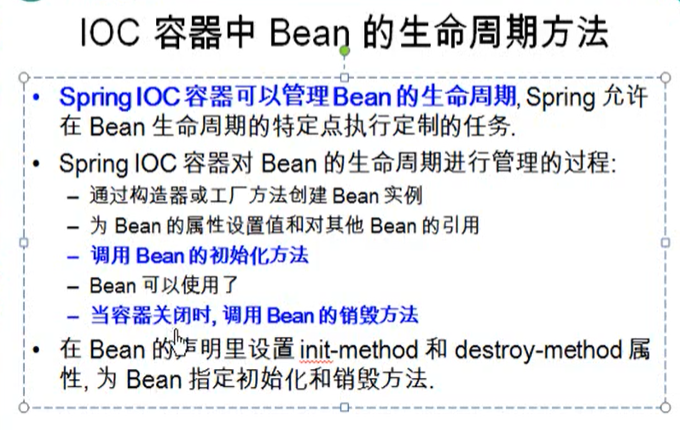 IOC 容器中 Bean 的生命周期方法
• Spring IOC 容器可以管理 Bean 的生命周期, Spring 允许
在 Bean 生命周期的特定点执行定制的任务.
• Spring IOC 容器对 Bean 的生命周期进行管理的过程:
– 通过构造器或工厂方法创建 Bean 实例
– 为 Bean 的属性设置值和对其他 Bean 的引用
– 调用 Bean 的初始化方法
– Bean 可以使用了
– 当容器关闭时, 调用 Bean 的销毁方法
• 在 Bean 的声明里设置 init-method 和 destroy-method 属
性, 为 Bean 指定初始化和销毁方法.